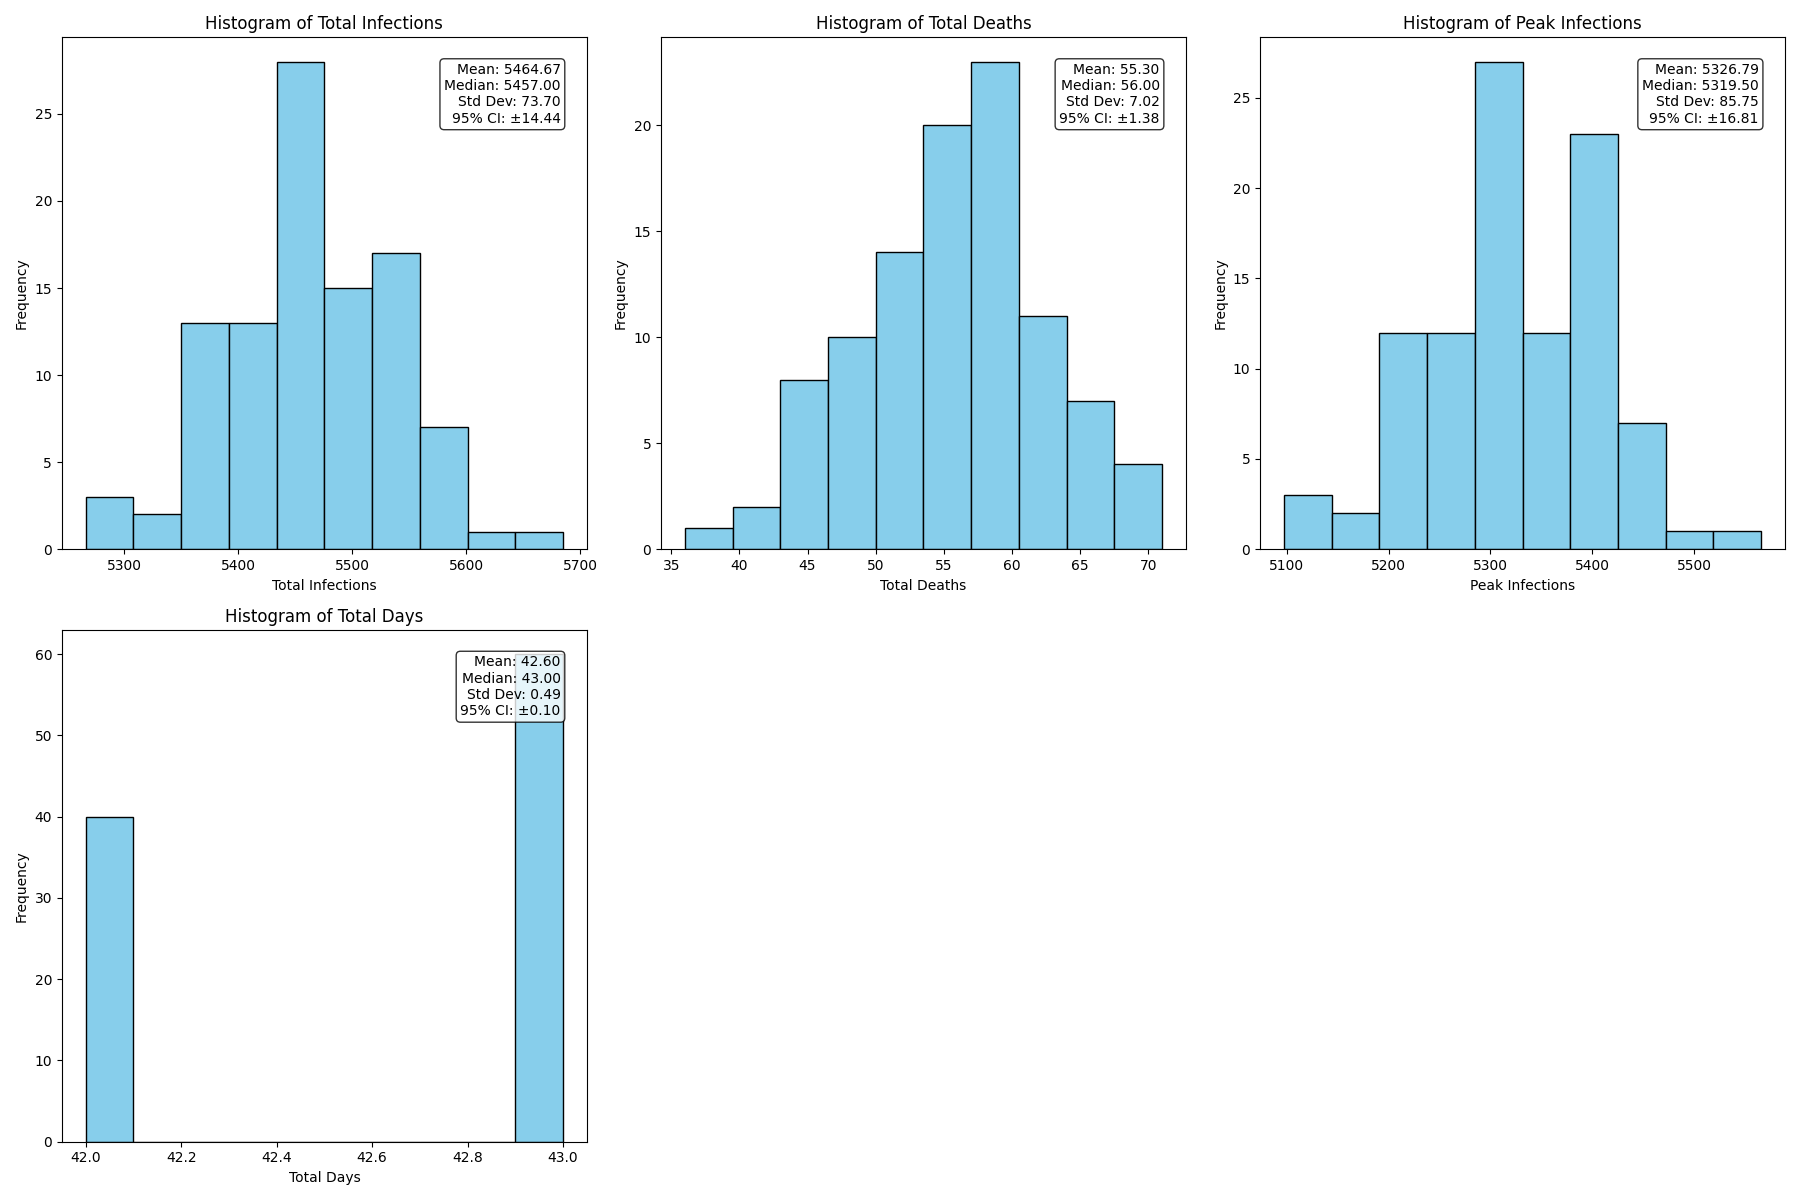 Histogram of Total Infections
Mean: 5464.67
Median: 5457.00
Std Dev: 73.70
95% CI: ±14.44
Frequency
25
20
15
10
5
0
5300 5400 5500 5600 5700
Total Infections
Histogram of Total Deaths
Mean: 55.30
Median: 56.00
Std Dev: 7.02
95% CI: ±1.38
Frequency
20
15
10
5
0
35 40 45 50 55 60 65 70
Total Deaths
Histogram of Peak Infections
Mean: 5326.79
Median: 5319.50
Std Dev: 85.75
95% CI: ±16.81
Frequency
25
20
15
10
5
0
5100 5200 5300 5400 5500
Peak Infections
Histogram of Total Days
Mean: 42.60
Median: 43.00
Std Dev: 0.49
95% CI: ±0.10
Frequency
60
50
40
30
20
10
0
42.0 42.2 42.4 42.6 42.8 43.0
Total Days